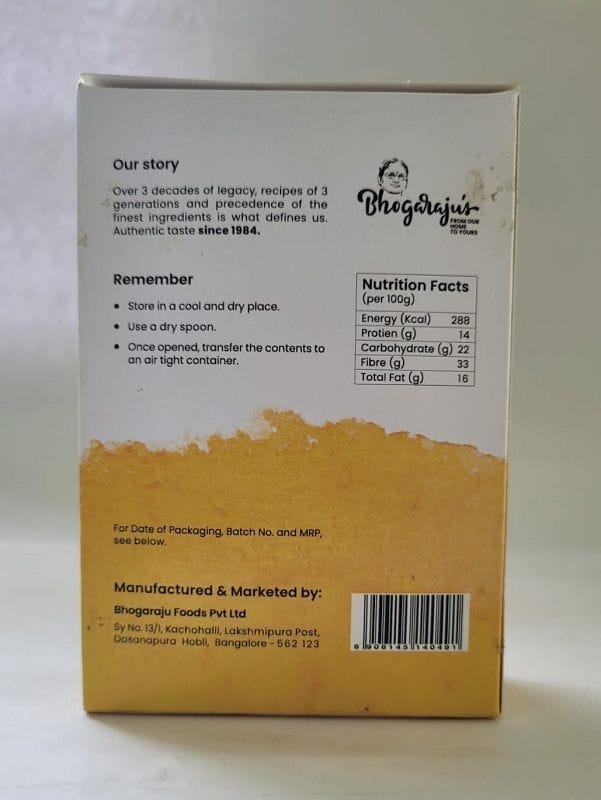 Our story
Over 3 decades of legacy, recipes of 3
generations and precedence of the
finest ingredients is what defines us.
Authentic taste since 1984.
Bhogaraju's
FROM OUR
HOME
TO YOURS
Remember
• Store in a cool and dry place.
• Use a dry spoon.
• Once opened, transfer the contents to
an air tight container.
Nutrition Facts
(per 100g)
Energy (Kcal) 288
Protien (g) 14
Carbohydrate (g) 22
Fibre (g) 33
Total Fat (g) 16
For Date of Packaging, Batch No. and MRP,
see below.
Manufactured & Marketed by:
Bhogaraju Foods Pvt Ltd
Sy No. 13/1, Kachohalli, Lakshmipura Post,
Dasanapura Hobli, Bangalore - 562 123
8 906145 140491